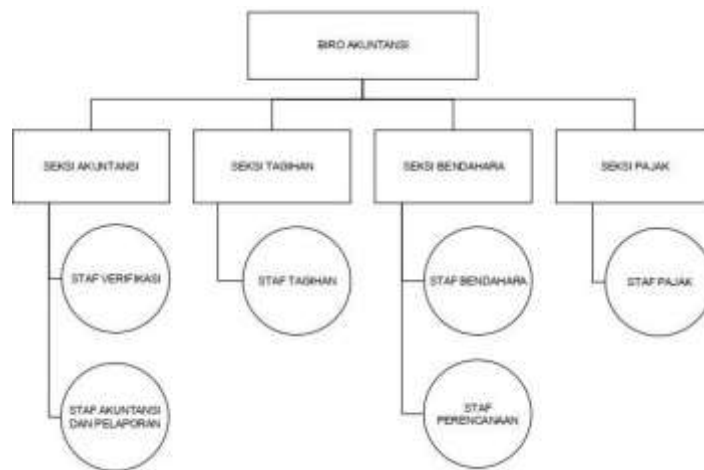 BIRO AKUNTANSI
SEKSI AKUNTANSI
SEKSI TAGIHAN
SEKSI BENDAHARA
SEKSI PAJAK
STAF VERIFIKASI
STAF TAGIHAN
STAF BENDAHARA
STAF PAJAK
STAF AKUNTANSI
DAN PELAPORAN
STAF
PERENCANAAN